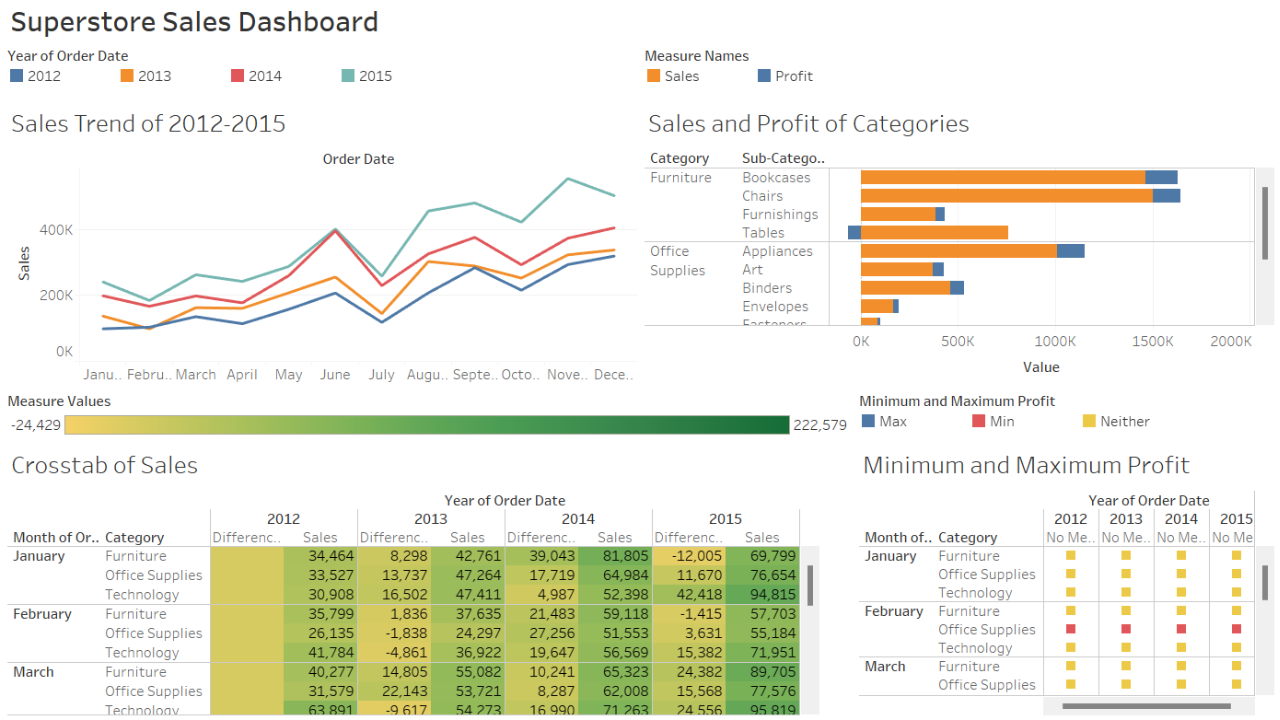 Superstore Sales Dashboard
Year of Order Date
2012 2013 2014 2015
Measure Names
Sales Profit
Sales Trend of 2012-2015
Order Date
Sales
400K
200K
0K
Janu.. Febru.. March April May June July Augu.. Septe.. Octo.. Nove.. Dece..
Sales and Profit of Categories
Category Sub-Catego..
Furniture Bookcases
Chairs
Furnishings
Tables
Office Supplies Appliances
Art
Binders
Envelopes
Fasteners
0K 500K 1000K 1500K 2000K
Value
Measure Values
-24,429 222,579
Minimum and Maximum Profit
Max Min Neither
Crosstab of Sales
Year of Order Date
2012 2013 2014 2015
Month of Or.. Category Differenc.. Sales Differenc.. Sales Differenc.. Sales Differenc.. Sales
January Furniture 34,464 8,298 42,761 39,043 81,805 -12,005 69,799
Office Supplies 33,527 13,737 47,264 17,719 64,984 11,670 76,654
Technology 30,908 16,502 47,411 4,987 52,398 42,418 94,815
February Furniture 35,799 1,836 37,635 21,483 59,118 -1,415 57,703
Office Supplies 26,135 -1,838 24,297 27,256 51,553 3,631 55,184
Technology 41,784 -4,861 36,922 19,647 56,569 15,382 71,951
March Furniture 40,277 14,805 55,082 10,241 65,323 24,382 89,705
Office Supplies 31,579 22,143 53,721 8,287 62,008 15,568 77,576
Technology 63,891 -9,617 54,273 16,990 71,263 24,556 95,819
Minimum and Maximum Profit
Year of Order Date
2012 2013 2014 2015
Month of.. Category No Me.. No Me.. No Me.. No Me
January Furniture
Office Supplies
Technology
February Furniture
Office Supplies
Technology
March Furniture
Office Supplies